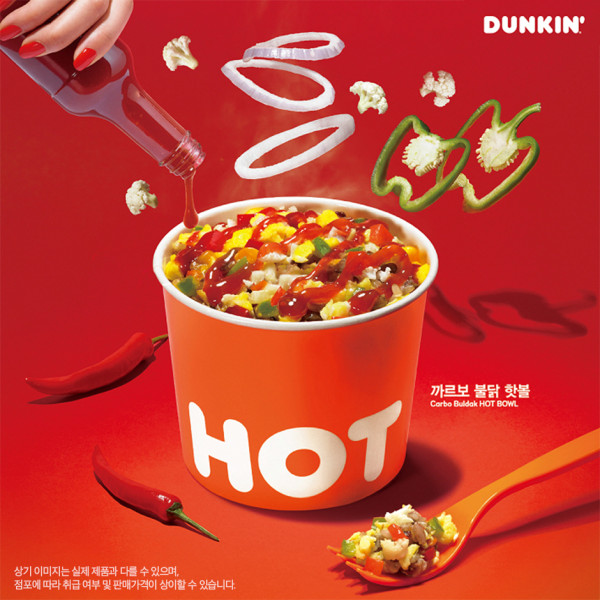 DUNKIN'
까르보 불닭 핫볼
Carbo Buldak HOT BOWL
HOT
상기 이미지는 실제 제품과 다를 수 있으며,
점포에 따라 취급 여부 및 판매가격이 상이할 수 있습니다.